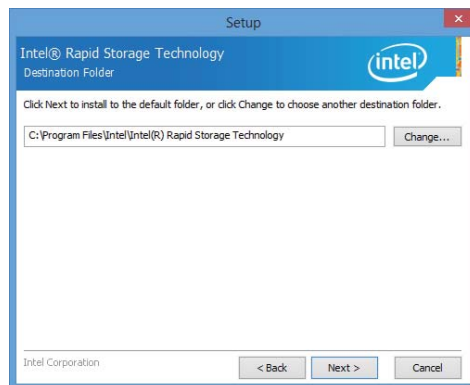 Setup
Intel® Rapid Storage Technology
Destination Folder
intel
Click Next to install to the default folder, or click Change to choose another destination folder.
C:\Program Files\Intel\Intel(R) Rapid Storage Technology
Change...
Intel Corporation
< Back
Next >
Cancel